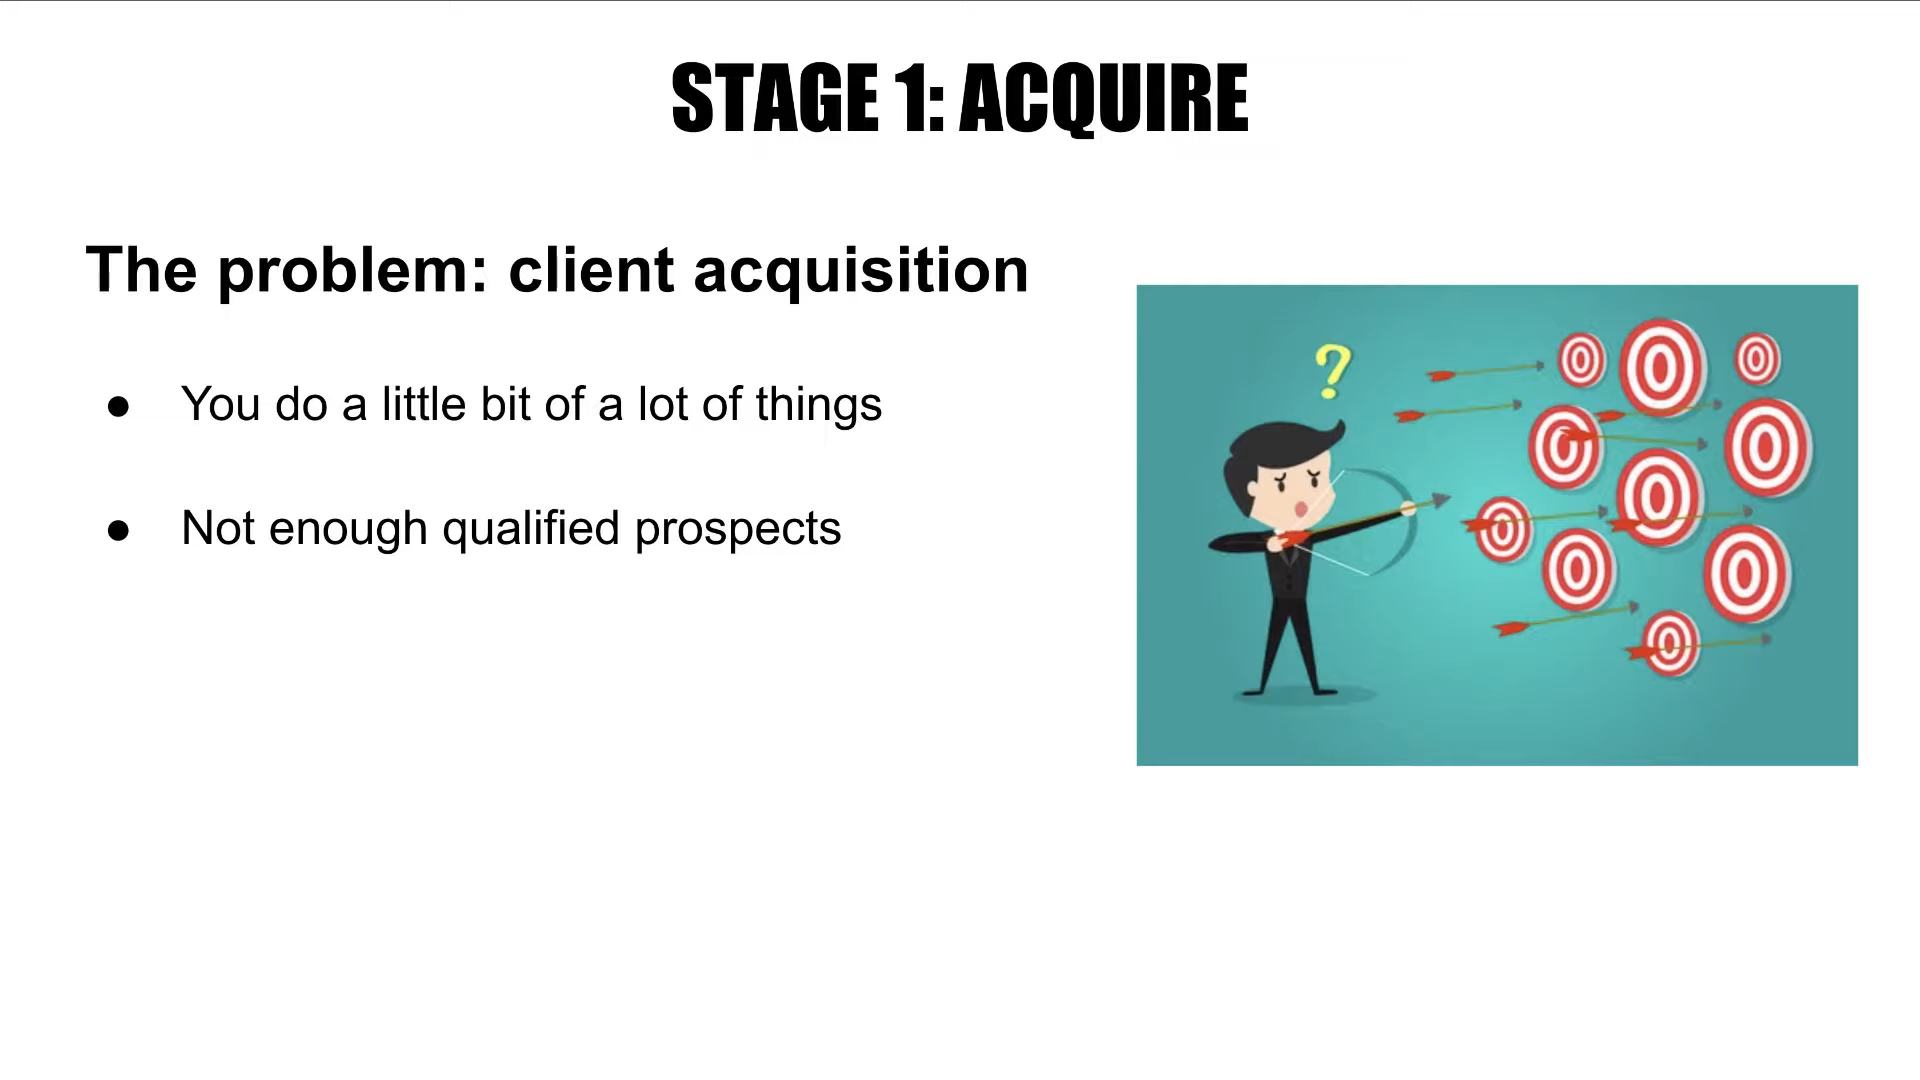 STAGE 1: ACQUIRE
The problem: client acquisition
● You do a little bit of a lot of things
● Not enough qualified prospects
?